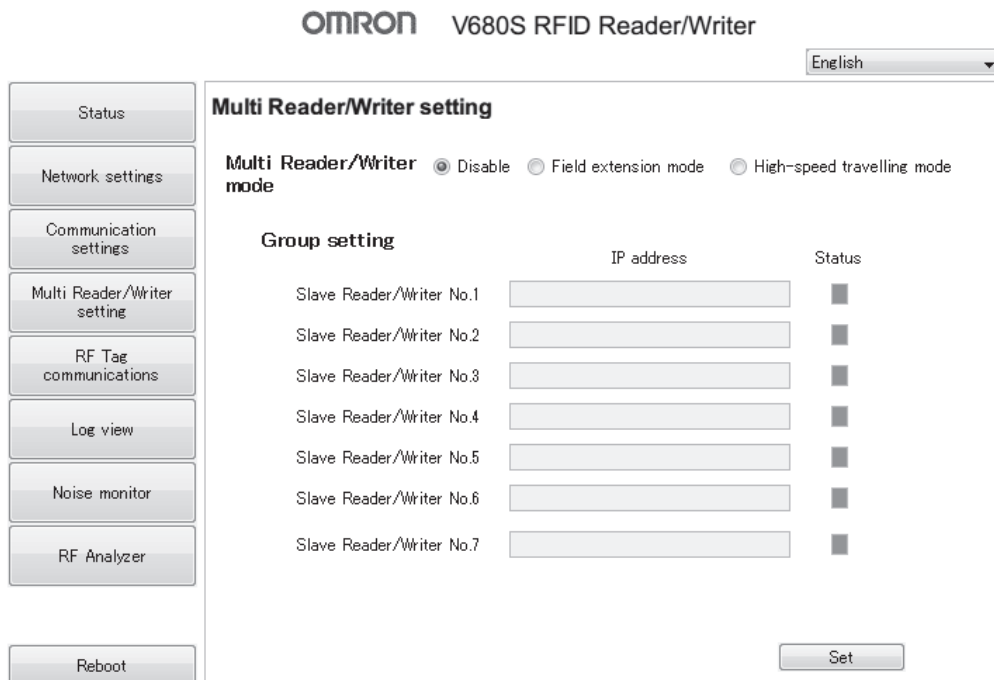 OMRON V680S RFID Reader/Writer
English
Status
Network settings
Communication
settings
Multi Reader/Writer
setting
RF Tag
communications
Log view
Noise monitor
RF Analyzer
Reboot
Multi Reader/Writer setting
Multi Reader/Writer
mode
Disable Field extension mode High-speed travelling mode
Group setting
IP address Status
Slave Reader/Writer No.1
Slave Reader/Writer No.2
Slave Reader/Writer No.3
Slave Reader/Writer No.4
Slave Reader/Writer No.5
Slave Reader/Writer No.6
Slave Reader/Writer No.7
Set